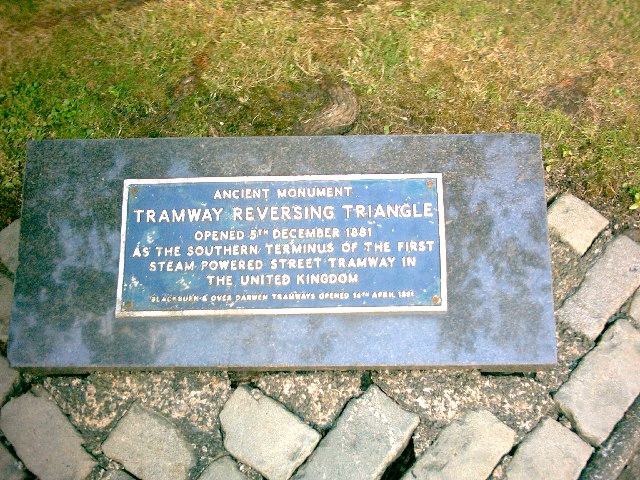 ANCIENT MONUMENT
TRAMWAY REVERSING TRIANGLE
OPENED 5TH DECEMBER 1881
AS THE SOUTHERN TERMINUS OF THE FIRST
STEAM POWERED STREET TRAMWAY IN
THE UNITED KINGDOM
BLACKBURN & OVER DARWEN TRAMWAYS OPENED 16TH APRIL 1881